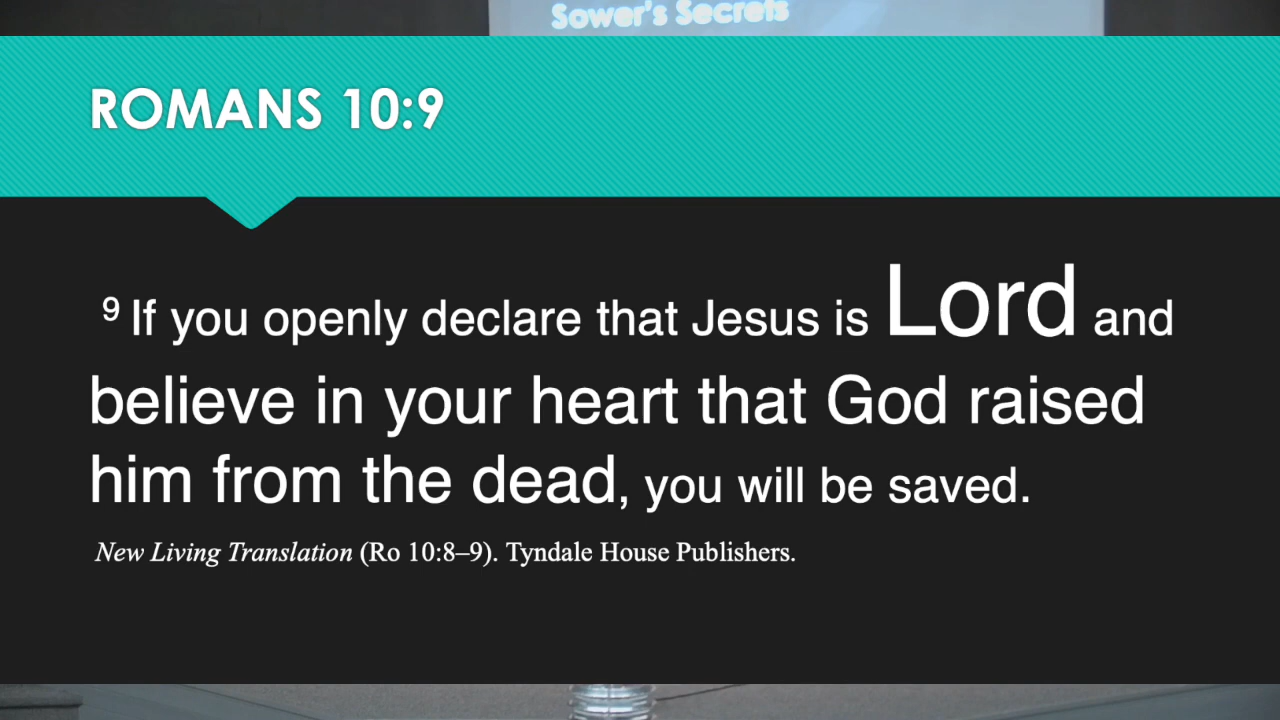 Sower's Secrets
ROMANS 10:9
9 If you openly declare that Jesus is Lord and
believe in your heart that God raised
him from the dead, you will be saved.
New Living Translation (Ro 10:8–9). Tyndale House Publishers.